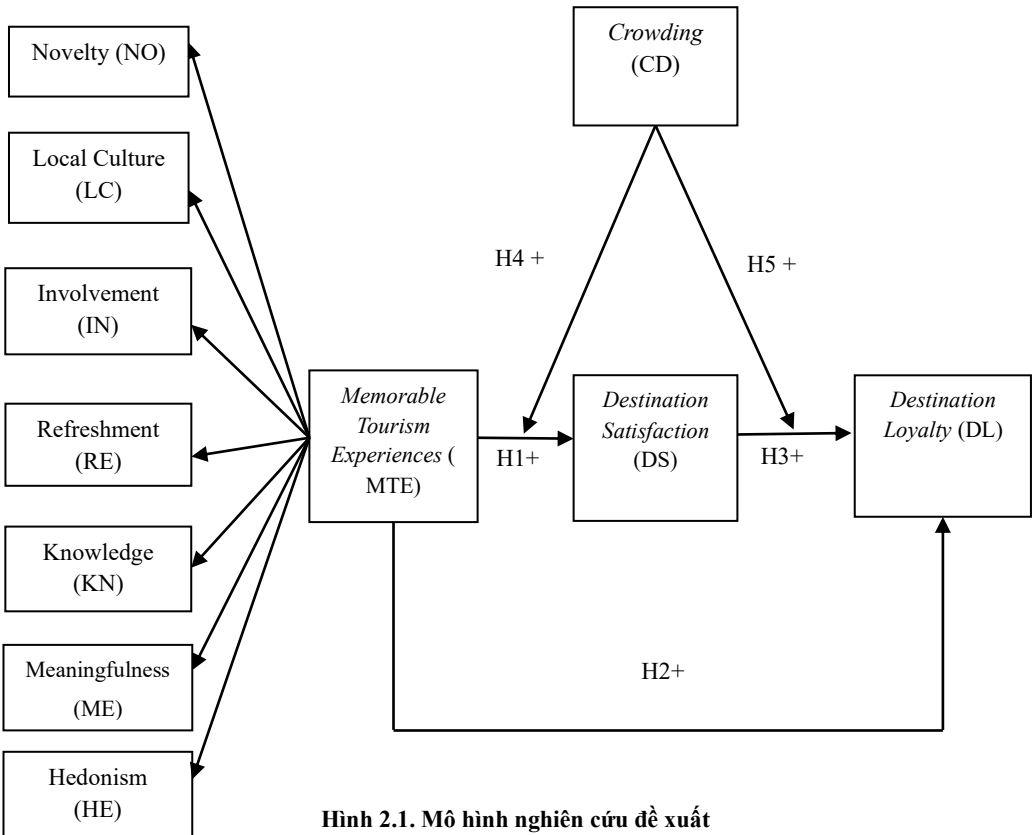 Novelty (NO)
Local Culture
(LC)
Involvement
(IN)
Refreshment
(RE)
Knowledge
(KN)
Meaningfulness
(ME)
Hedonism
(HE)
Crowding
(CD)
H4 +
H5 +
Memorable
Tourism
Experiences (
MTE)
H1+
Destination
Satisfaction
(DS)
H3+
Destination
Loyalty (DL)
H2+
Hình 2.1. Mô hình nghiên cứu đề xuất